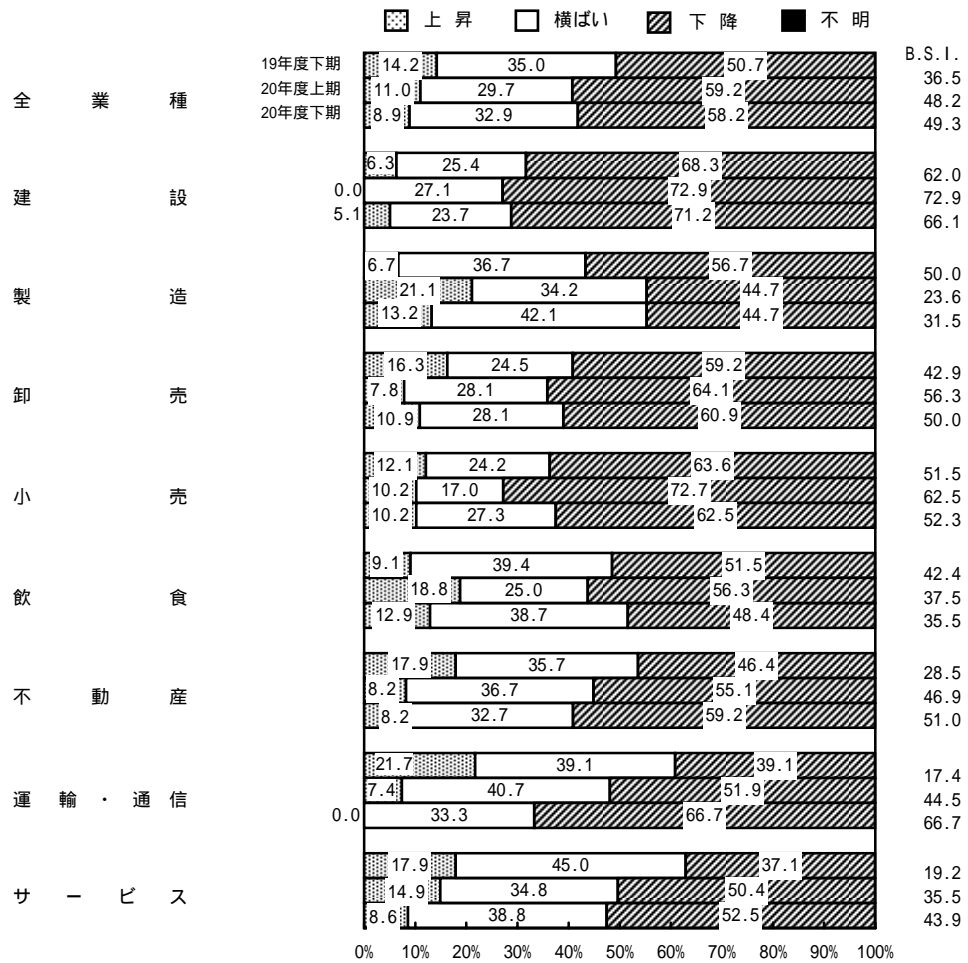 上 昇 横ばい 下 降 不 明
B.S.I.
19年度下期 14.2 35.0 50.7 36.5
全業種 20年度上期 11.0 29.7 59.2 48.2
20年度下期 8.9 32.9 58.2 49.3
6.3 25.4 68.3 62.0
建設 0.0 27.1 72.9 72.9
5.1 23.7 71.2 66.1
6.7 36.7 56.7 50.0
製造 21.1 34.2 44.7 23.6
13.2 42.1 44.7 31.5
16.3 24.5 59.2 42.9
卸売 7.8 28.1 64.1 56.3
10.9 28.1 60.9 50.0
12.1 24.2 63.6 51.5
小売 10.2 17.0 72.7 62.5
10.2 27.3 62.5 52.3
9.1 39.4 51.5 42.4
飲食 18.8 25.0 56.3 37.5
12.9 38.7 48.4 35.5
17.9 35.7 46.4 28.5
不動産 8.2 36.7 55.1 46.9
8.2 32.7 59.2 51.0
21.7 39.1 39.1 17.4
運輸・通信 7.4 40.7 51.9 44.5
0.0 33.3 66.7 66.7
17.9 45.0 37.1 19.2
サービス 14.9 34.8 50.4 35.5
8.6 38.8 52.5 43.9
0% 10% 20% 30% 40% 50% 60% 70% 80% 90% 100%